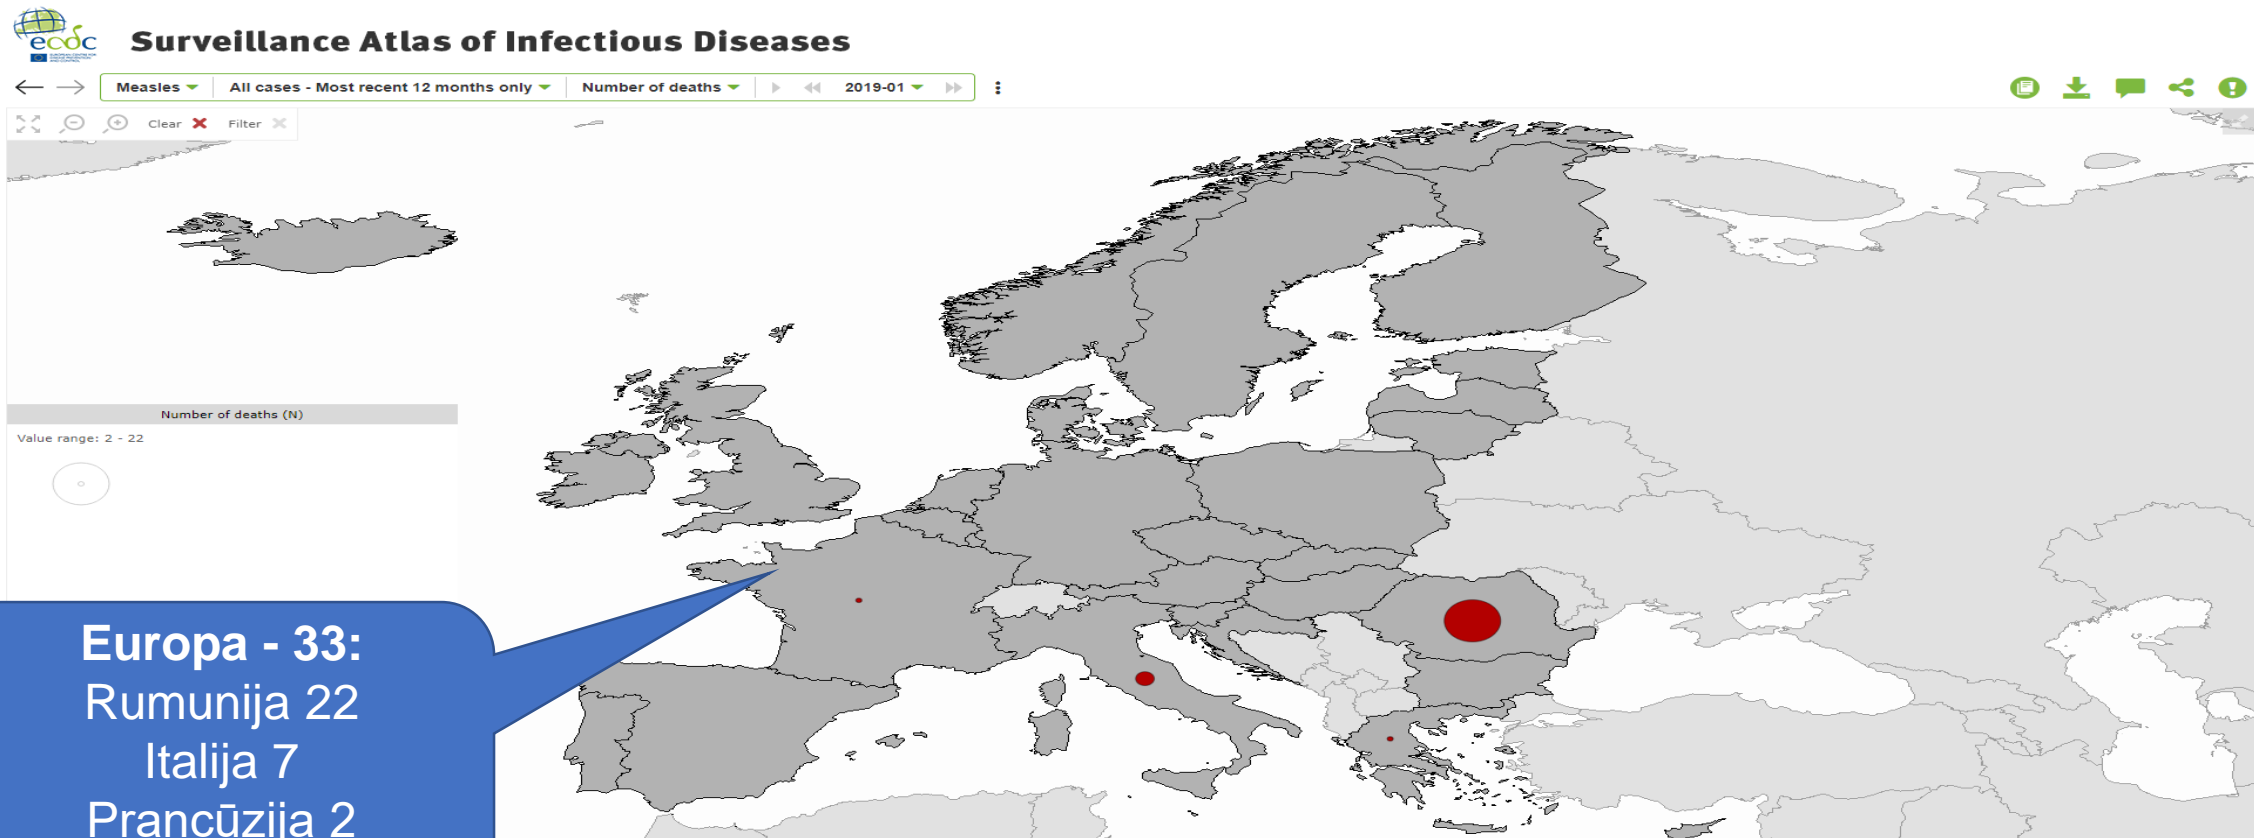 ecdc
Surveillance Atlas of Infectious Diseases
Measles All cases - Most recent 12 months only Number of deaths 2019-01
Clear Filter
Number of deaths (N)
Value range: 2 - 22
Europa - 33:
Rumunija 22
Italija 7
Prancūzija 2